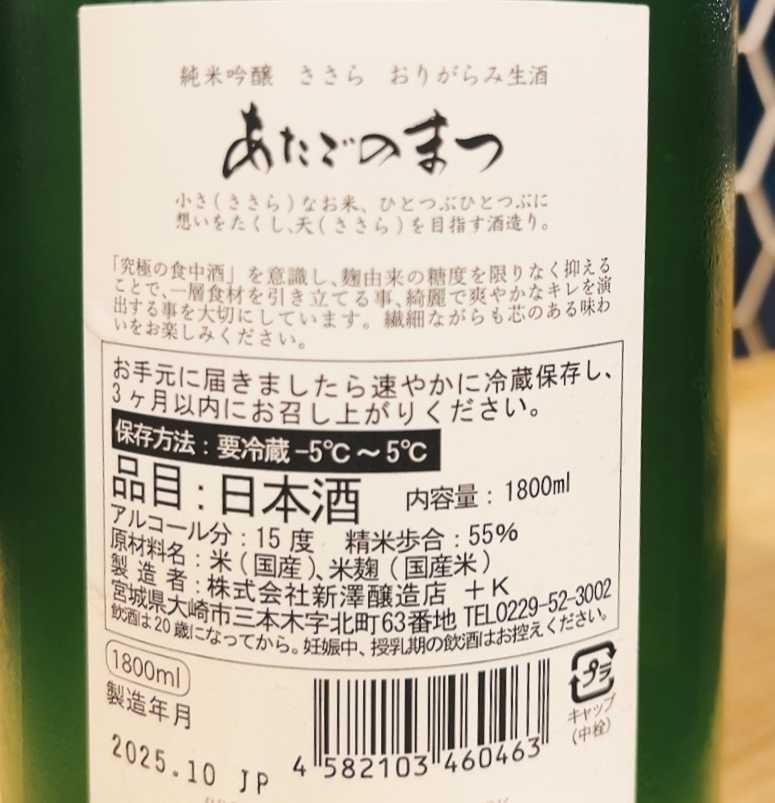 純米吟醸 ささら おりがらみ生酒
あたごのまつ
小さ(ささら)なお米、ひとつぶひとつぶに
想いをたくし、天(ささら)を目指す酒造り。
「究極の食中酒」を意識し、麹由来の糖度を限りなく抑える
ことで、一層食材を引き立てる事、綺麗で爽やかなキレを演
出する事を大切にしています。繊細ながらも芯のある味わ
いをお楽しみください。
お手元に届きましたら速やかに冷蔵保存し、
3ヶ月以内にお召し上がりください。
保存方法:要冷蔵-5℃~5℃
品目:日本酒 内容量:1800ml
アルコール分:15度 精米歩合:55%
原材料名:米(国産)、米麹(国産米)
製造者:株式会社新澤醸造店 +K
宮城県大崎市三本木字北町63番地 TEL0229-52-3002
飲酒は20歳になってから。妊娠中、授乳期の飲酒はお控えください。
1800ml
製造年月
2025.10 JP
4 582103 460463
プラ
キャップ
(中栓)